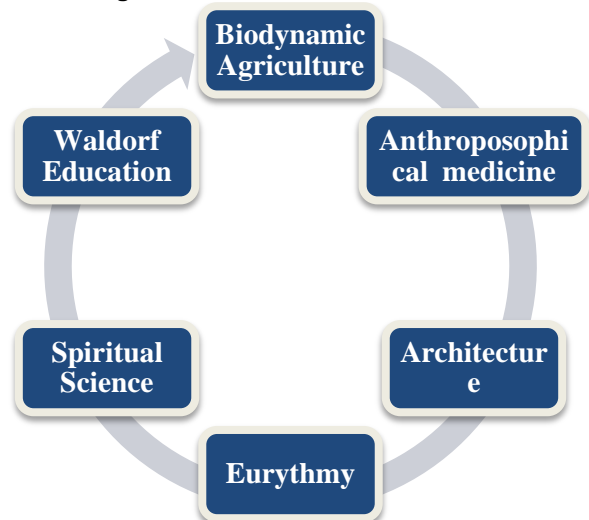 Biodynamic
Agriculture
Anthroposophi
cal medicine
Architectur
e
Eurythmy
Spiritual
Science
Waldorf
Education